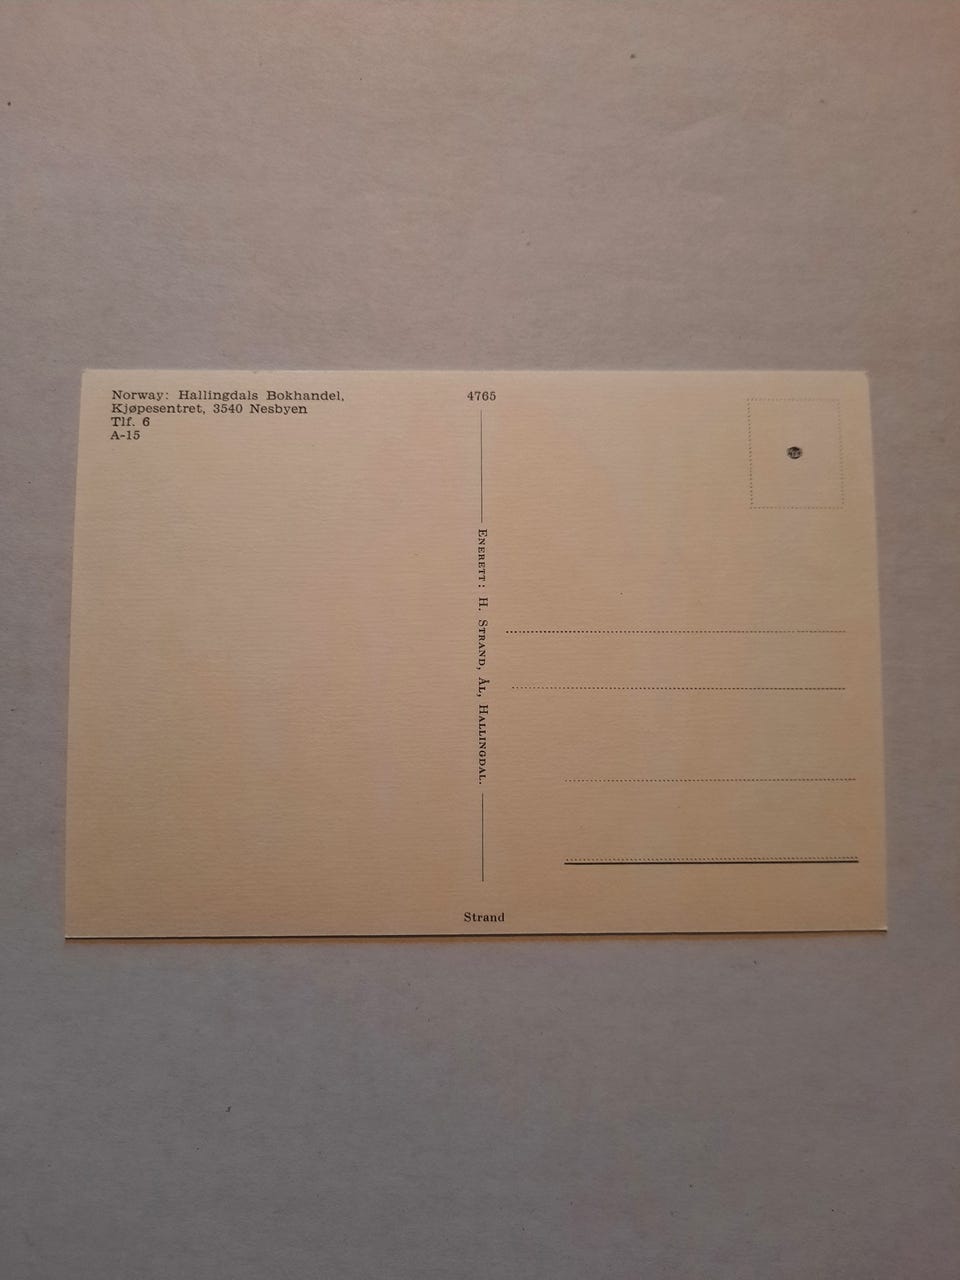 Norway: Hallingdals Bokhandel,
Kjøpesentret, 3540 Nesbyen
Tlf. 6
A-15
4765
Enerett: H. Strand, Ål, Hallingdal.
Strand